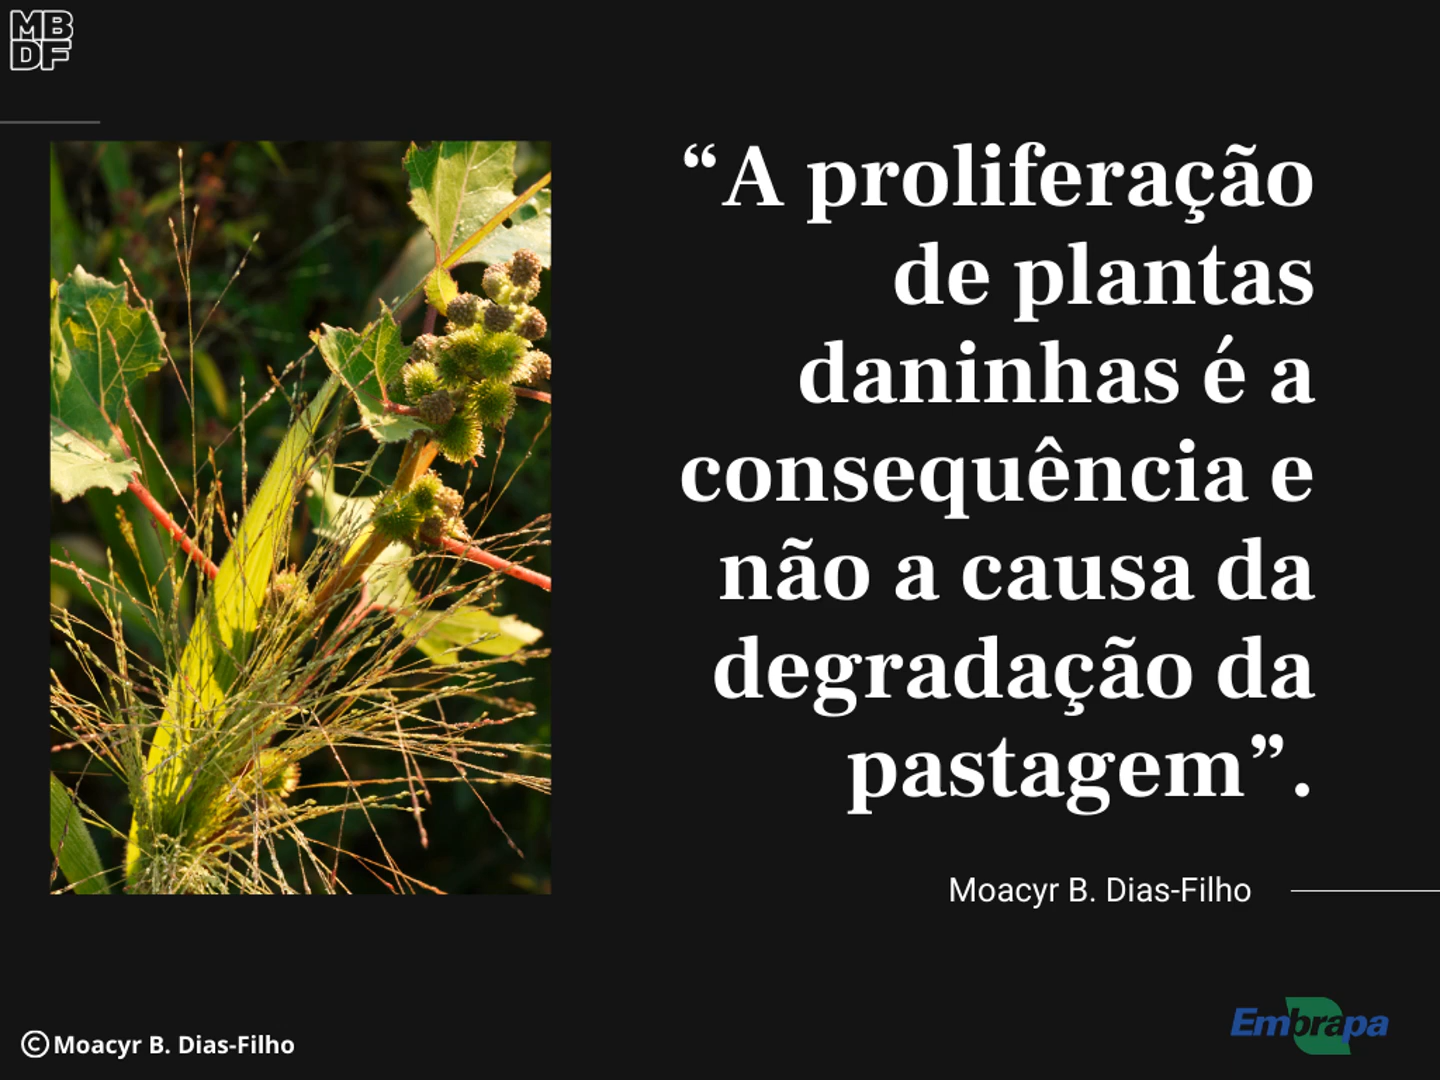 MB
DF
“A proliferação
de plantas
daninhas é a
consequência e
não a causa da
degradação da
pastagem”.
Moacyr B. Dias-Filho
©Moacyr B. Dias-Filho
Embrapa